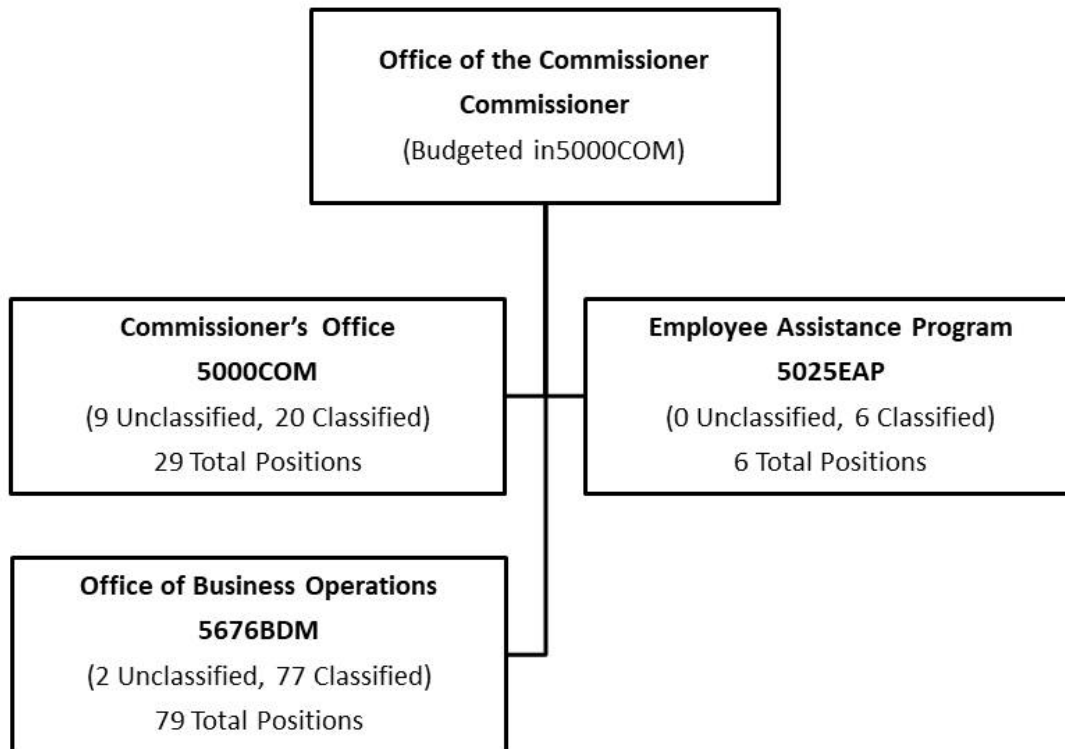 Office of the Commissioner
Commissioner
(Budgeted in5000COM)
Commissioner’s Office
5000COM
(9 Unclassified, 20 Classified)
29 Total Positions
Employee Assistance Program
5025EAP
(0 Unclassified, 6 Classified)
6 Total Positions
Office of Business Operations
5676BDM
(2 Unclassified, 77 Classified)
79 Total Positions